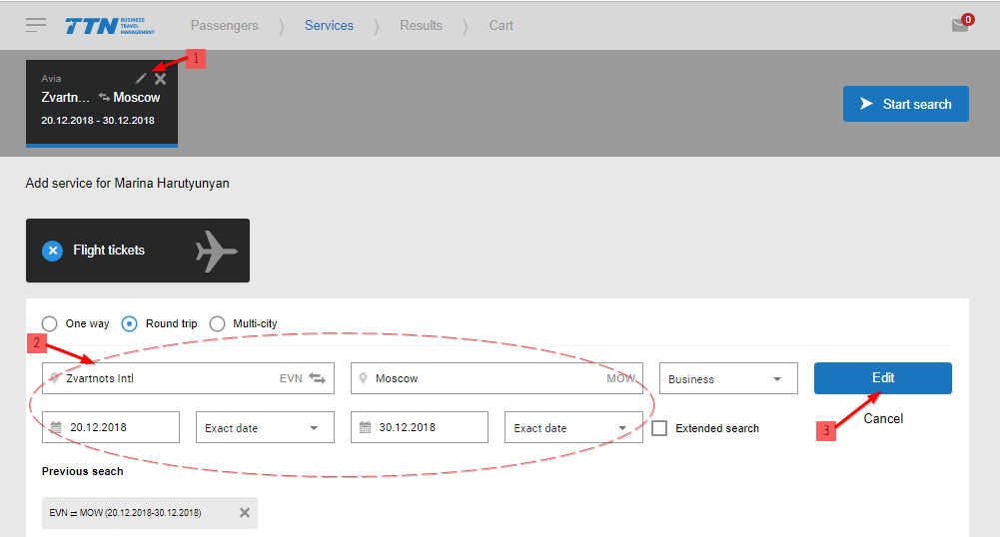 TTN BUSINESS TRAVEL MANAGEMENT
Passengers
Services
Results
Cart
0
1
Avia
Zvartn... Moscow
20.12.2018 - 30.12.2018
Start search
Add service for Marina Harutyunyan
Flight tickets
One way
Round trip
Multi-city
2
Zvartnots Intl EVN
Moscow MOW
Business
Edit
20.12.2018
Exact date
30.12.2018
Exact date
Extended search
Cancel
3
Previous seach
EVN ⇄ MOW (20.12.2018-30.12.2018)